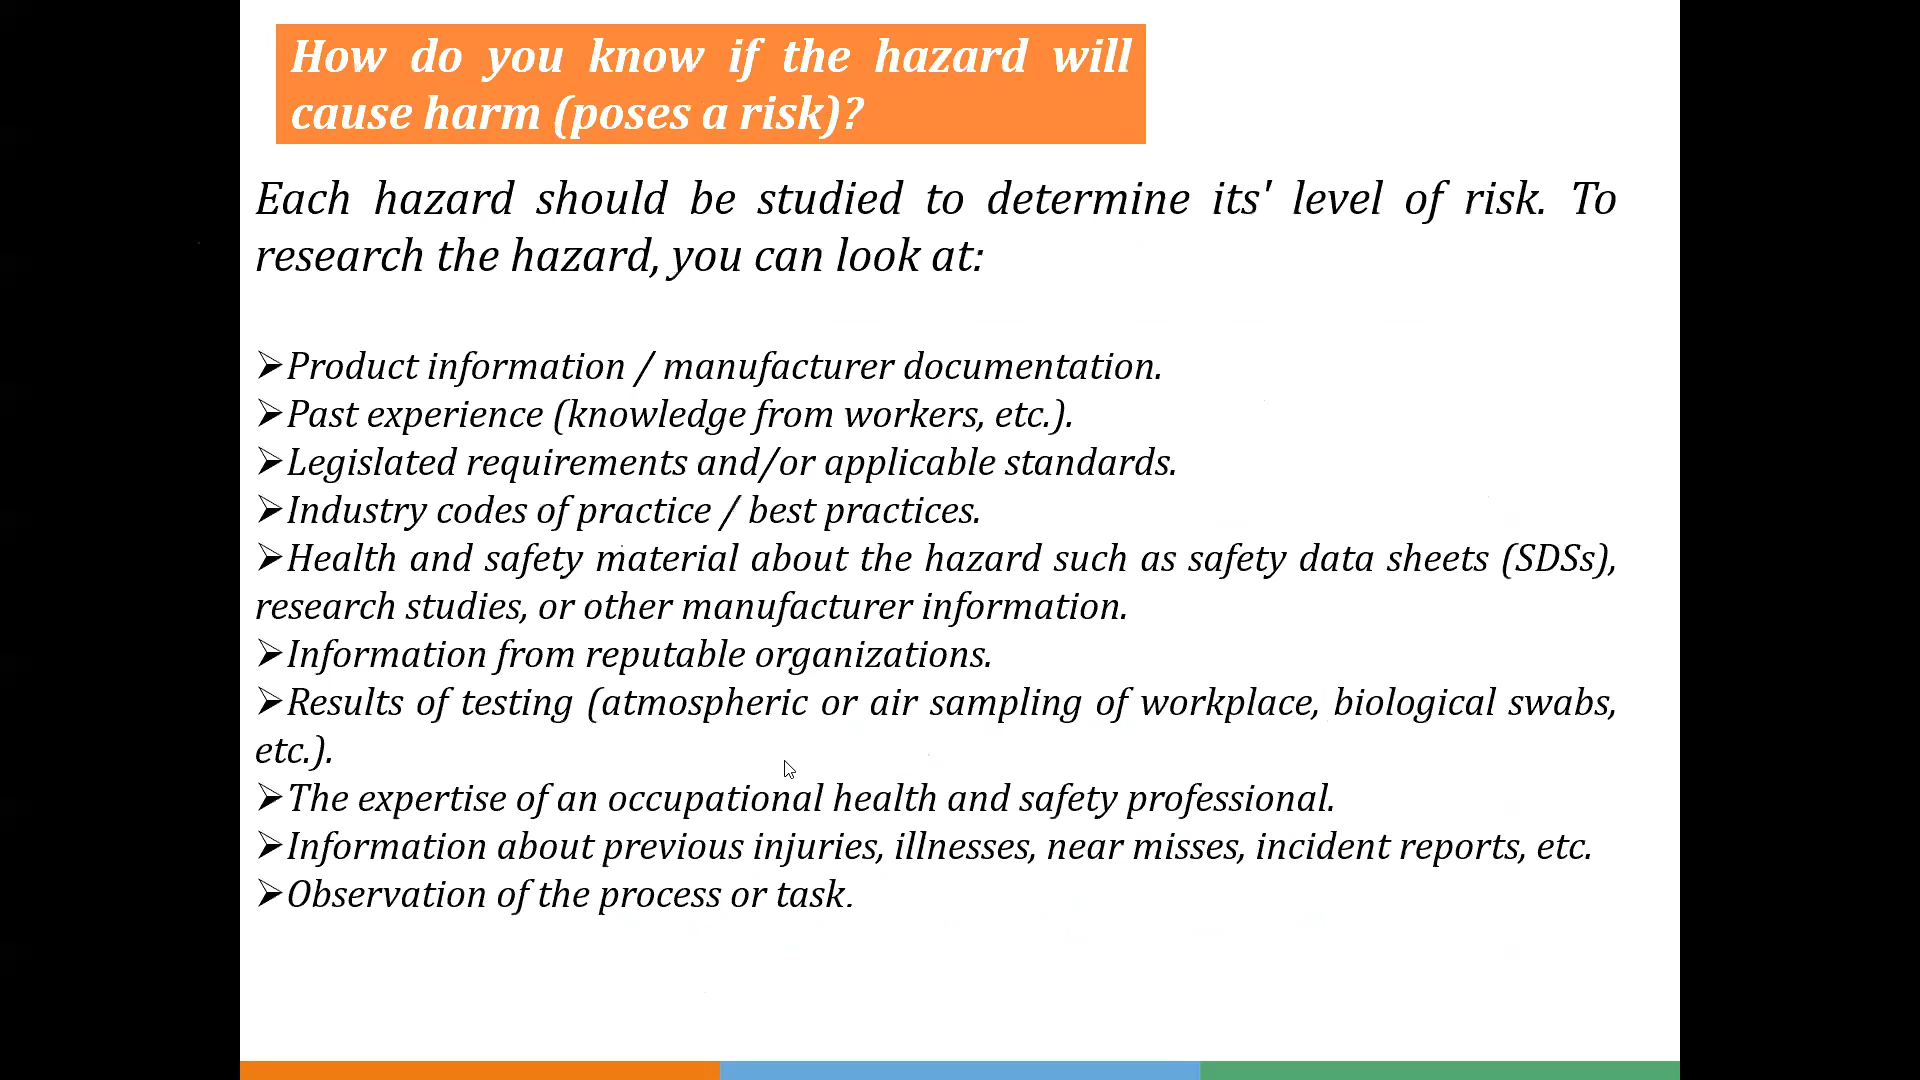 How do you know if the hazard will
cause harm (poses a risk)?
Each hazard should be studied to determine its' level of risk. To
research the hazard, you can look at:
➢Product information / manufacturer documentation.
➢Past experience (knowledge from workers, etc.).
➢Legislated requirements and/or applicable standards.
➢Industry codes of practice / best practices.
➢Health and safety material about the hazard such as safety data sheets (SDSs),
research studies, or other manufacturer information.
➢Information from reputable organizations.
➢Results of testing (atmospheric or air sampling of workplace, biological swabs,
etc.).
➢The expertise of an occupational health and safety professional.
➢Information about previous injuries, illnesses, near misses, incident reports, etc.
➢Observation of the process or task.